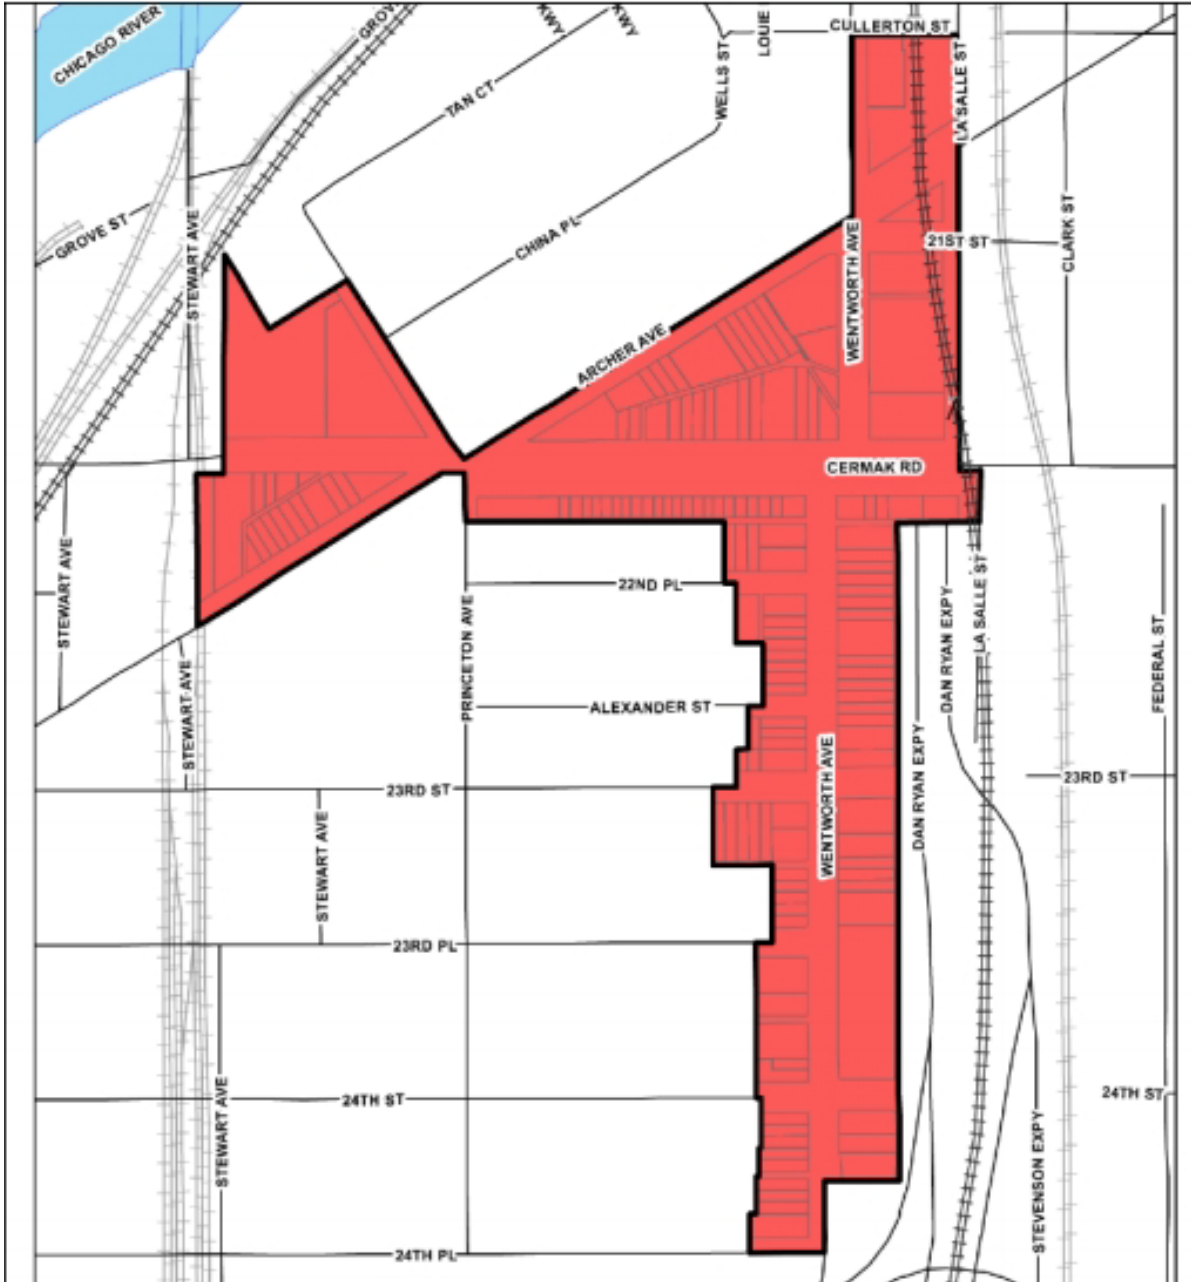 CHICAGO RIVER
GROV
KWY
KWY
LOUIE
CULLERTON ST
TAN CT
WELLS ST
LA SALLE ST
GROVE ST
STEWART AVE
CHINA PL
WENTWORTH AVE
21ST ST
CLARK ST
ARCHER AVE
CERMAK RD
STEWART AVE
22ND PL
PRINCETON AVE
DAN RYAN EXPY
LA SALLE ST
FEDERAL ST
STEWART AVE
ALEXANDER ST
WENTWORTH AVE
DAN RYAN EXPY
23RD ST
23RD ST
STEWART AVE
23RD PL
STEWART AVE
24TH ST
24TH ST
STEVENSON EXPY
24TH PL